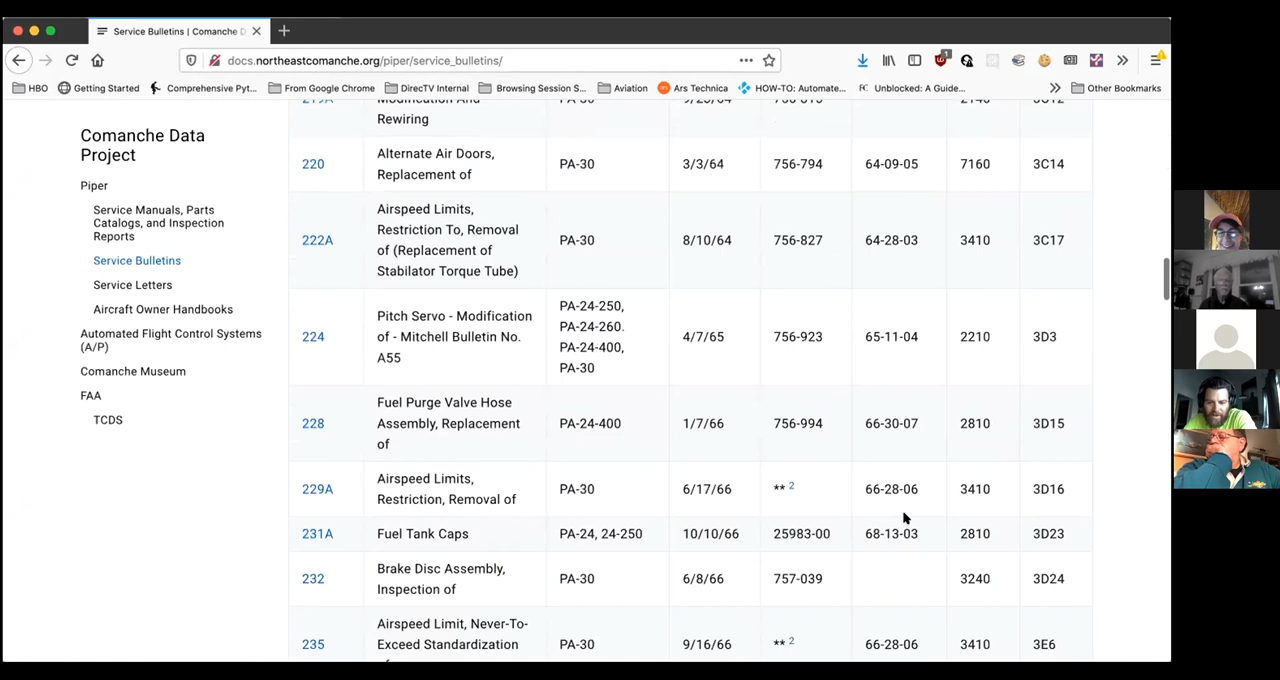 Service Bulletins | Comanche D
docs.northeastcomanche.org/piper/service_bulletins/
1
HBO
Getting Started
Comprehensive Pyt...
From Google Chrome
DirecTV Internal
Browsing Session S...
Aviation
Ars Technica
HOW-TO: Automate...
Unblocked: A Guide...
Other Bookmarks
Comanche Data
Project
Piper
Service Manuals, Parts
Catalogs, and Inspection
Reports
Service Bulletins
Service Letters
Aircraft Owner Handbooks
Automated Flight Control Systems
(A/P)
Comanche Museum
FAA
TCDS
Rewiring
220 Alternate Air Doors, PA-30 3/3/64 756-794 64-09-05 7160 3C14
Replacement of
222A Airspeed Limits, PA-30 8/10/64 756-827 64-28-03 3410 3C17
Restriction To, Removal
of (Replacement of
Stabilator Torque Tube)
224 Pitch Servo - Modification PA-24-250, 4/7/65 756-923 65-11-04 2210 3D3
of - Mitchell Bulletin No. PA-24-260.
A55 PA-24-400,
PA-30
228 Fuel Purge Valve Hose PA-24-400 1/7/66 756-994 66-30-07 2810 3D15
Assembly, Replacement
of
229A Airspeed Limits, PA-30 6/17/66 ** 2 66-28-06 3410 3D16
Restriction, Removal of
231A Fuel Tank Caps PA-24, 24-250 10/10/66 25983-00 68-13-03 2810 3D23
232 Brake Disc Assembly, PA-30 6/8/66 757-039 3240 3D24
Inspection of
235 Airspeed Limit, Never-To- PA-30 9/16/66 ** 2 66-28-06 3410 3E6
Exceed Standardization